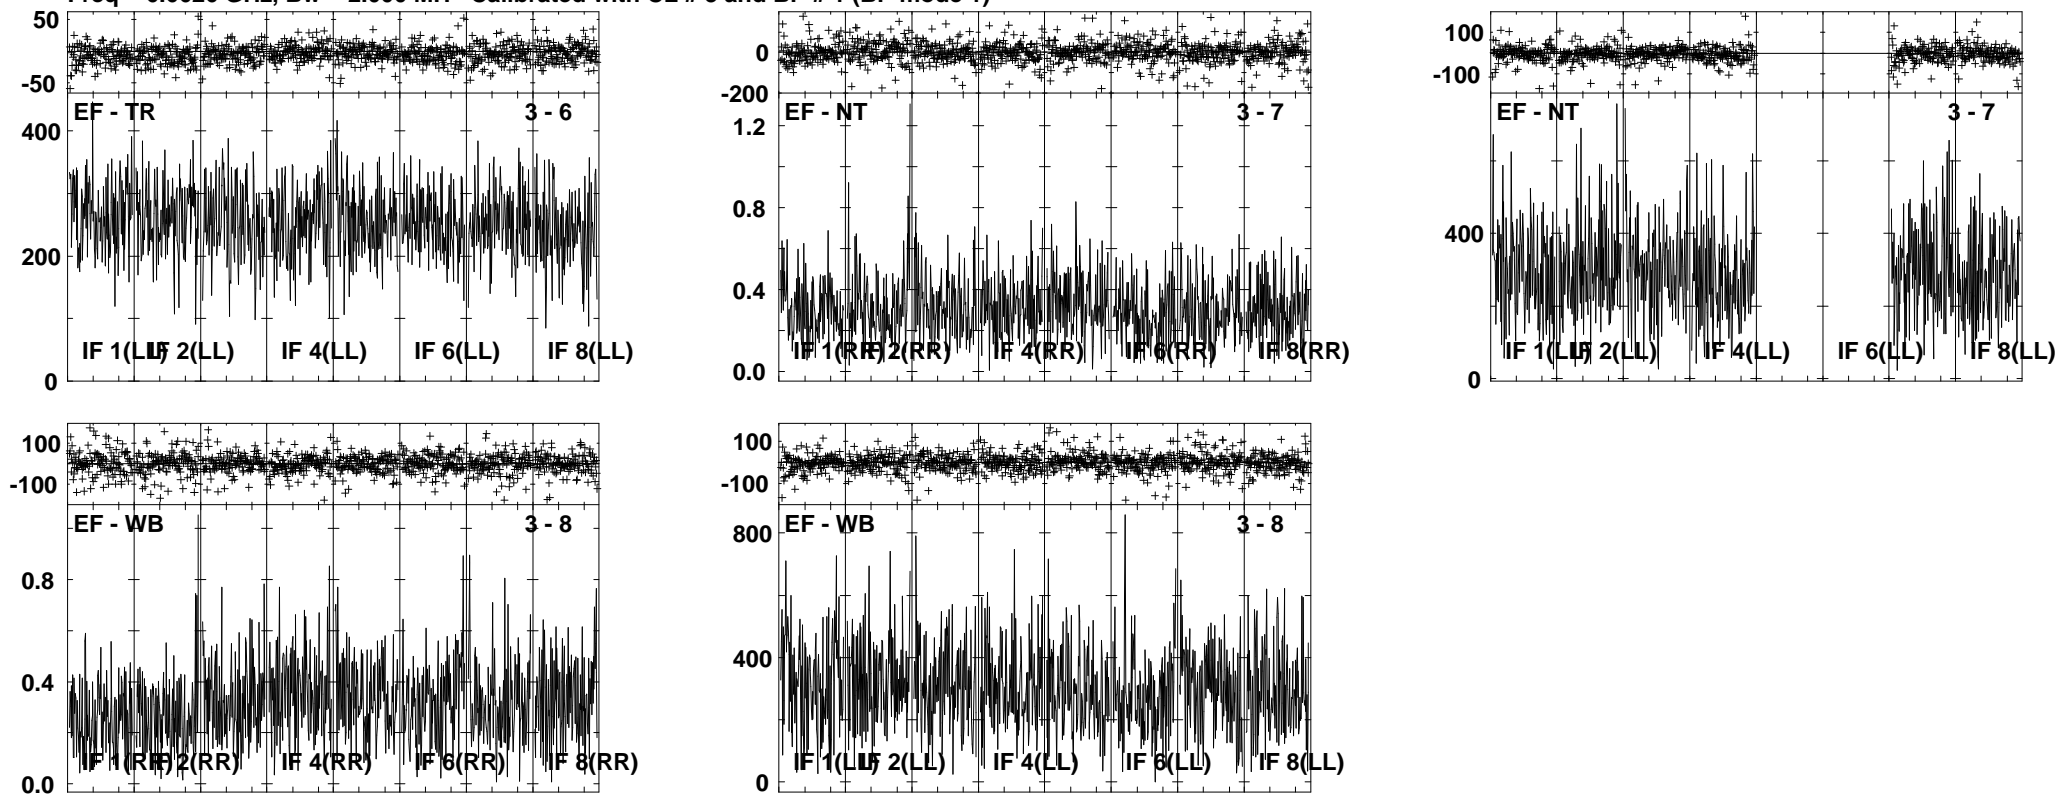 50
-50
EF - TR
3 - 6
400
200
0
IF 1(LL)
IF 2(LL)
IF 4(LL)
IF 6(LL)
IF 8(LL)
0
-200
EF - NT
3 - 7
1.2
0.8
0.4
0.0
IF 1(RR)
IF 2(RR)
IF 4(RR)
IF 6(RR)
IF 8(RR)
100
-100
EF - NT
3 - 7
400
0
IF 1(LL)
IF 2(LL)
IF 4(LL)
IF 6(LL)
IF 8(LL)
100
-100
EF - WB
3 - 8
0.8
0.4
0.0
IF 1(RR)
IF 2(RR)
IF 4(RR)
IF 6(RR)
IF 8(RR)
100
-100
EF - WB
3 - 8
800
400
0
IF 1(LL)
IF 2(LL)
IF 4(LL)
IF 6(LL)
IF 8(LL)